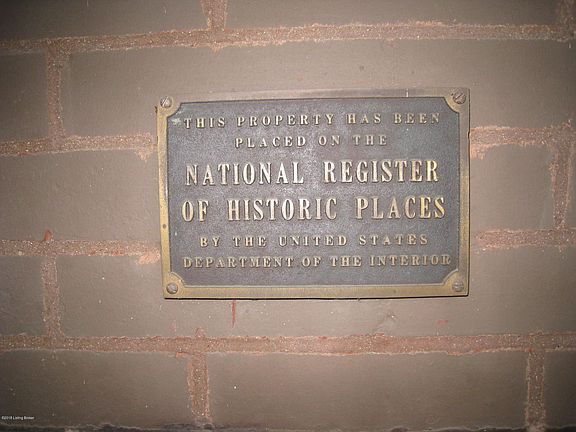 THIS PROPERTY HAS BEEN
PLACED ON THE
NATIONAL REGISTER
OF HISTORIC PLACES
BY THE UNITED STATES
DEPARTMENT OF THE INTERIOR
©2018 Listing Broker